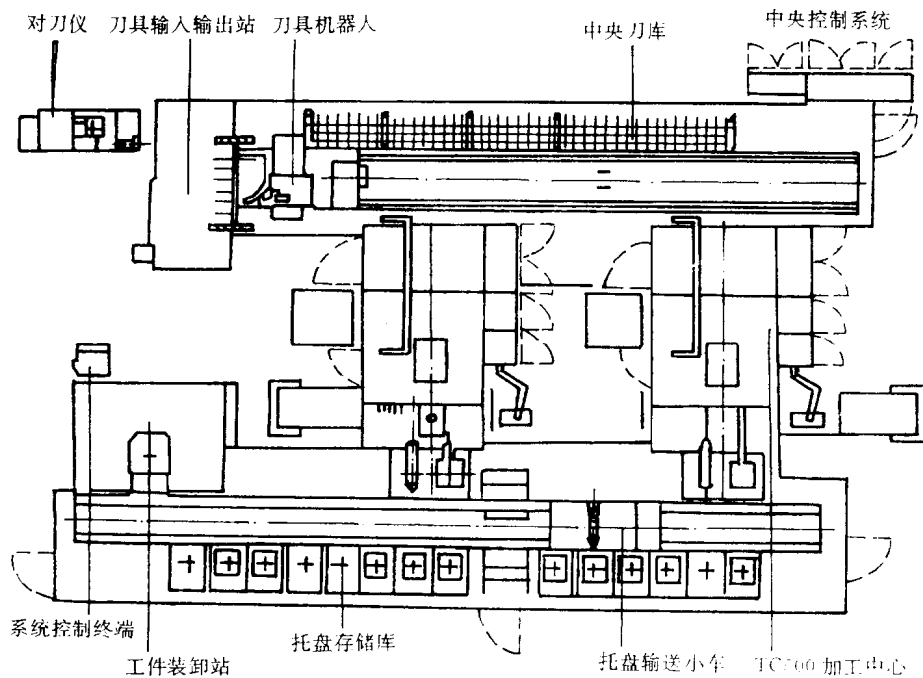 对刀仪
刀具输入输出站
刀具机器人
中央刀库
中央控制系统
系统控制终端
工件装卸站
托盘存储库
托盘输送小车
加工中心